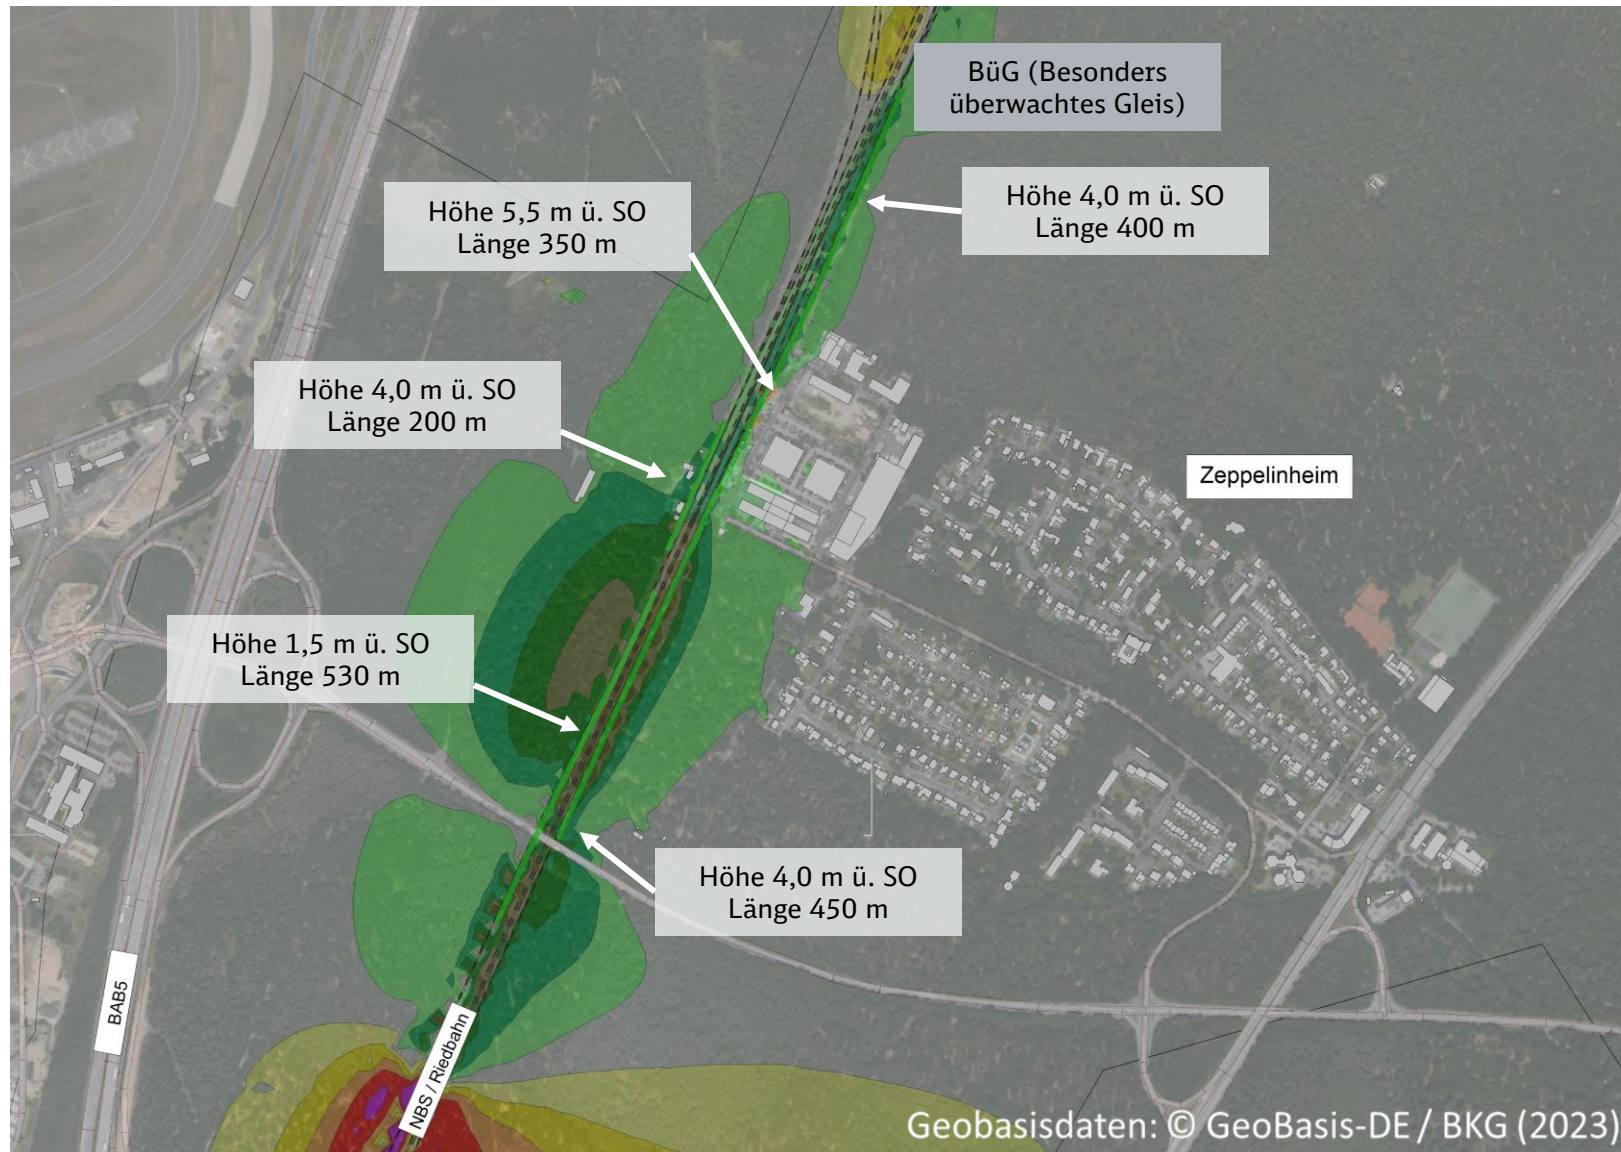 BüG (Besonders
überwachtes Gleis)
Höhe 5,5 m ü. SO
Länge 350 m
Höhe 4,0 m ü. SO
Länge 400 m
Höhe 4,0 m ü. SO
Länge 200 m
Zeppelinheim
Höhe 1,5 m ü. SO
Länge 530 m
Höhe 4,0 m ü. SO
Länge 450 m
BAB5
NBS / Riedbahn
Geobasisdaten: © GeoBasis-DE / BKG (2023)